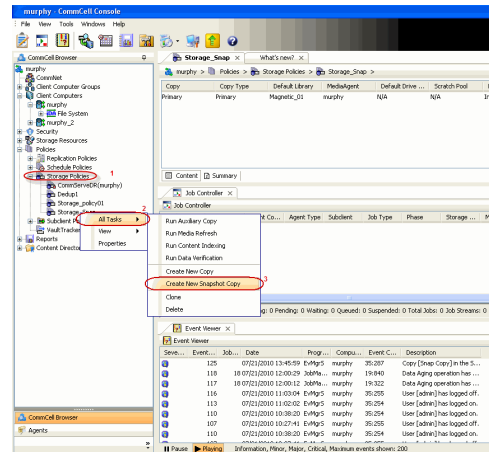 murphy - CommCell Console
File View Tools Windows Help
CommCell Browser
murphy
CommNet
Client Computer Groups
Client Computers
murphy
File System
murphy_2
Security
Storage Resources
Policies
Replication Policies
Schedule Policies
Storage Policies
1
CommServeDR(murphy)
Dedup1
Storage_policy01
Storage_
Subclient P
VaultTracker
Reports
Content Director
2
All Tasks
View
Properties
Run Auxiliary Copy
Run Media Refresh
Run Content Indexing
Run Data Verification
Create New Copy
Create New Snapshot Copy
3
Clone
Delete
CommCell Browser
Agents
Storage_Snap What's new?
murphy > Policies > Storage Policies > Storage_Snap >
Copy Copy Type Default Library MediaAgent Default Drive ... Scratch Pool
Primary Primary Magnetic_01 murphy N/A N/A
Content Summary
Job Controller
Job Controller
nt Co... Agent Type Subclient Job Type Phase Storage ... M
g: 0 Pending: 0 Waiting: 0 Queued: 0 Suspended: 0 Total Jobs: 0 Job Streams: 0
Event Viewer
Event Viewer
Seve... Event... Job... Date Progr... Compu... Event C... Description
125 07/21/2010 13:45:59 EvMgrS murphy 35:287 Copy [Snap Copy] in the S...
118 18 07/21/2010 12:00:29 JobMa... murphy 19:840 Data Aging operation has ...
117 18 07/21/2010 12:00:12 JobMa... murphy 19:322 Data Aging operation has ...
116 07/21/2010 11:03:04 EvMgrS murphy 35:255 User [admin] has logged off.
113 07/21/2010 11:02:02 EvMgrS murphy 35:254 User [admin] has logged on.
110 07/21/2010 10:38:20 EvMgrS murphy 35:254 User [admin] has logged on.
107 07/21/2010 10:27:41 EvMgrS murphy 35:255 User [admin] has logged off.
110 07/21/2010 10:38:20 EvMgrS murphy 35:254 User [admin] has logged on.
Pause Playing Information, Minor, Major, Critical, Maximum events shown: 200